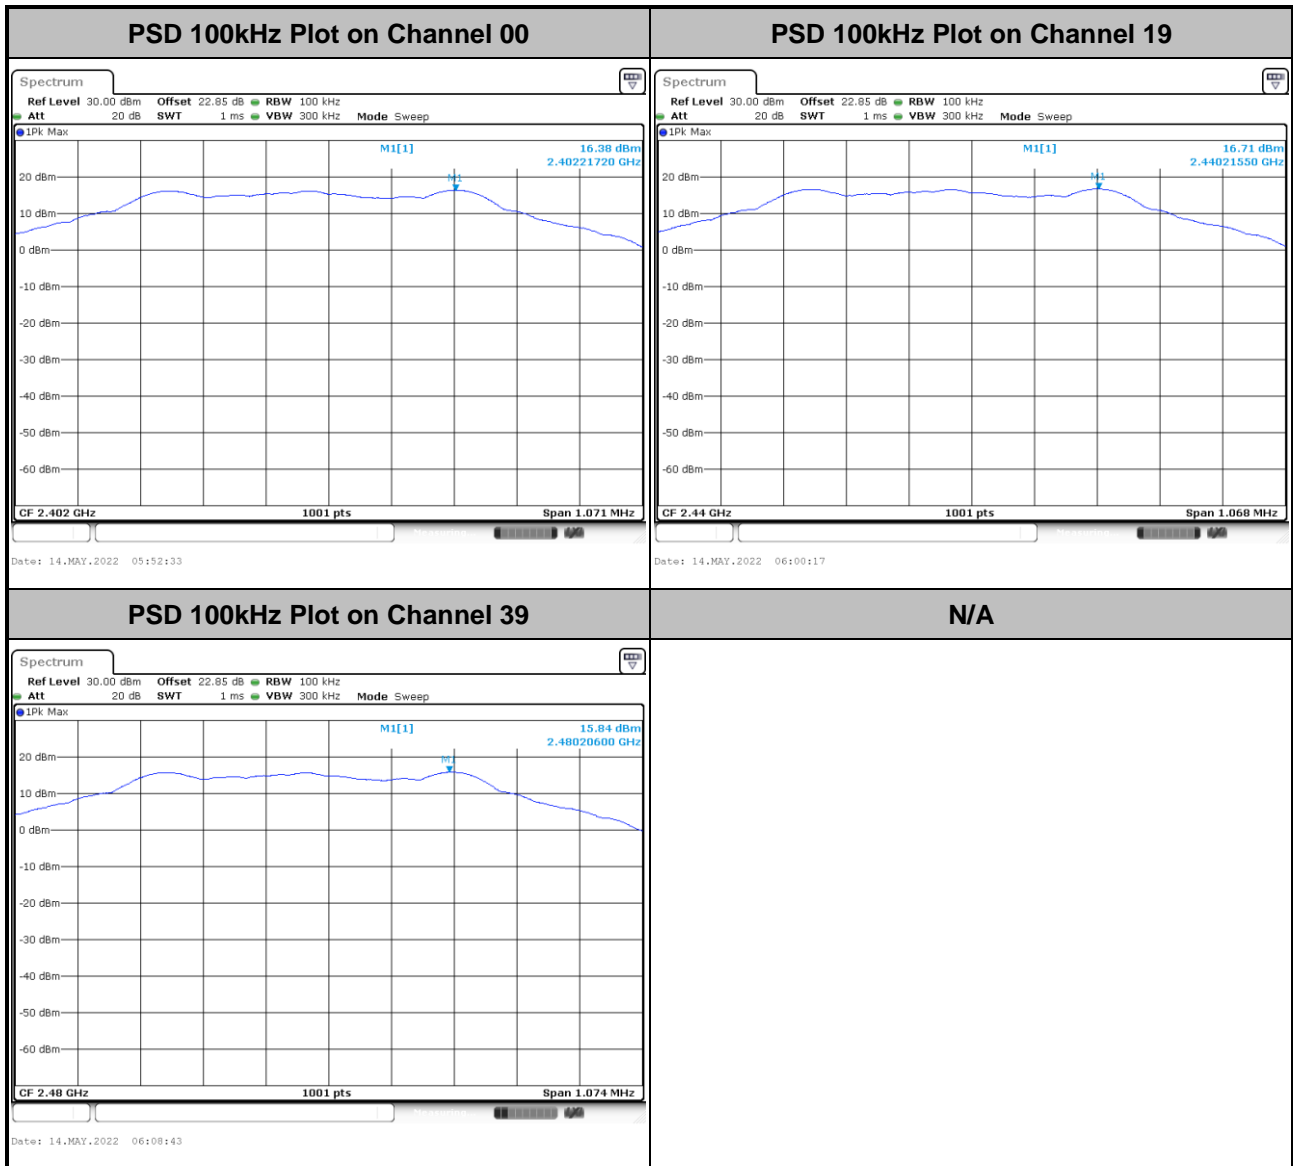 PSD 100kHz Plot on Channel 00
Spectrum
Ref Level 30.00 dBm Offset 22.85 dB RBW 100 kHz
Att 20 dB SWT 1 ms VBW 300 kHz Mode Sweep
1Pk Max
M1[1] 16.38 dBm
2.40221720 GHz
M1
20 dBm
10 dBm
0 dBm
-10 dBm
-20 dBm
-30 dBm
-40 dBm
-50 dBm
-60 dBm
CF 2.402 GHz 1001 pts Span 1.071 MHz
Date: 14.MAY.2022 05:52:33
PSD 100kHz Plot on Channel 19
Spectrum
Ref Level 30.00 dBm Offset 22.85 dB RBW 100 kHz
Att 20 dB SWT 1 ms VBW 300 kHz Mode Sweep
1Pk Max
M1[1] 16.71 dBm
2.44021550 GHz
M1
20 dBm
10 dBm
0 dBm
-10 dBm
-20 dBm
-30 dBm
-40 dBm
-50 dBm
-60 dBm
CF 2.44 GHz 1001 pts Span 1.068 MHz
Date: 14.MAY.2022 06:00:17
PSD 100kHz Plot on Channel 39
Spectrum
Ref Level 30.00 dBm Offset 22.85 dB RBW 100 kHz
Att 20 dB SWT 1 ms VBW 300 kHz Mode Sweep
1Pk Max
M1[1] 15.84 dBm
2.48020600 GHz
20 dBm
10 dBm
0 dBm
-10 dBm
-20 dBm
-30 dBm
-40 dBm
-50 dBm
-60 dBm
CF 2.48 GHz 1001 pts Span 1.074 MHz
Date: 14.MAY.2022 06:08:43
N/A